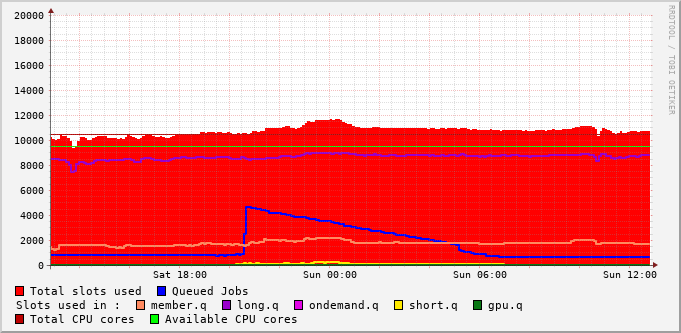 20000
18000
16000
14000
12000
10000
8000
6000
4000
2000
0
Sat 18:00 Sun 00:00 Sun 06:00 Sun 12:00
Total slots used Queued Jobs
Slots used in : member.q long.q ondemand.q short.q gpu.q
Total CPU cores Available CPU cores
RRDTOOL / TOBI OETIKER